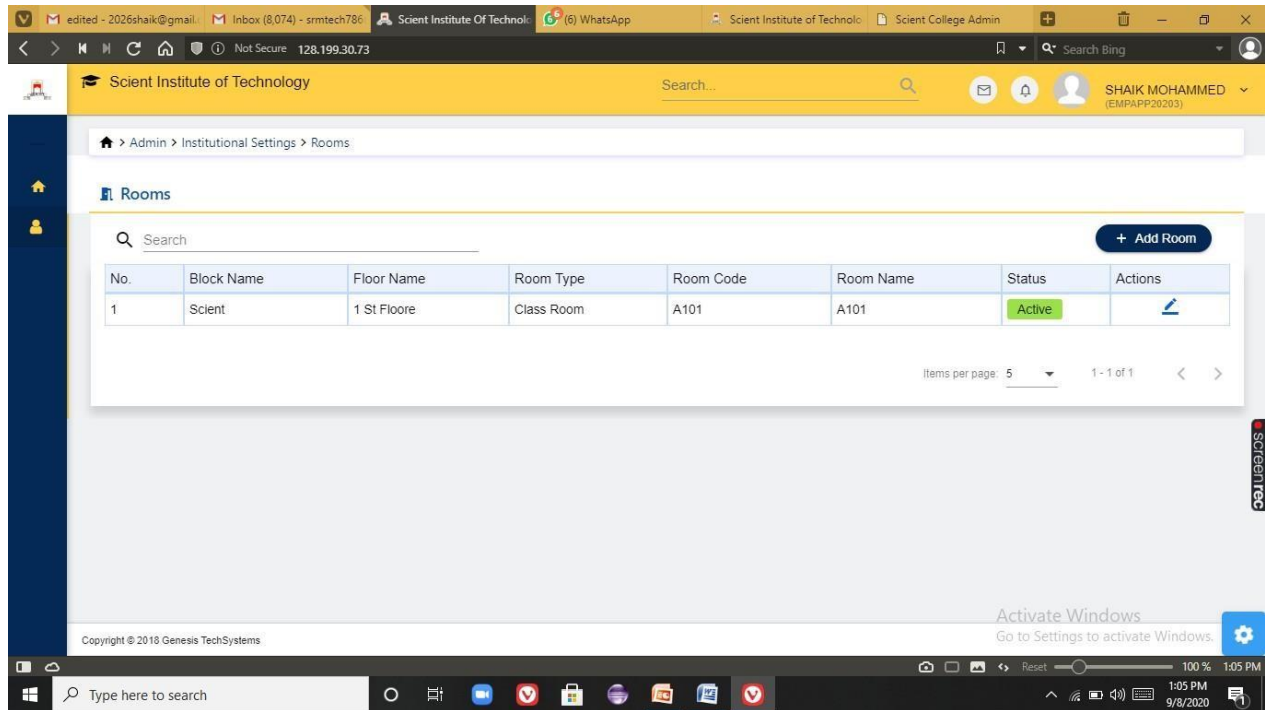 edited - 2026shaik@gmail. Inbox (8,074) - srmtech786 Scient Institute Of Technolo (6) WhatsApp Scient Institute of Technolo Scient College Admin
Not Secure 128.199.30.73 Search Bing
Scient Institute of Technology Search... SHAIK MOHAMMED
(EMPAPP20203)
> Admin > Institutional Settings > Rooms
Rooms
Search + Add Room
No. Block Name Floor Name Room Type Room Code Room Name Status Actions
1 Scient 1 St Floore Class Room A101 A101 Active
Items per page: 5 1 - 1 of 1
screenrec
Activate Windows
Go to Settings to activate Windows.
Copyright © 2018 Genesis TechSystems
Reset 100 % 1:05 PM
Type here to search 1:05 PM
9/8/2020